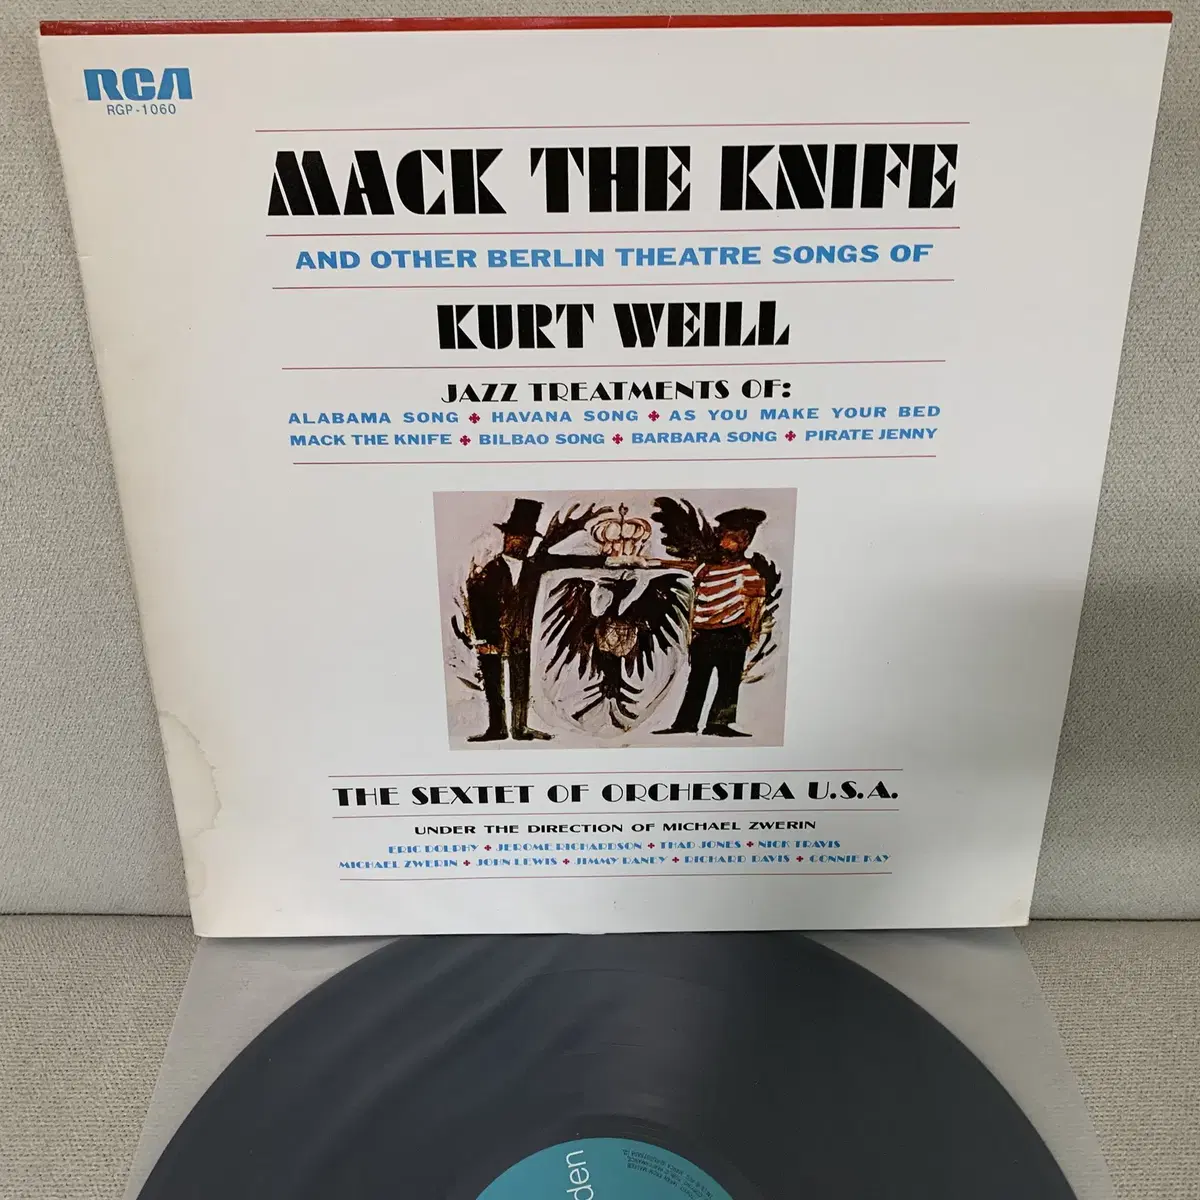 RCA
RGP-1060
MACK THE KNIFE
AND OTHER BERLIN THEATRE SONGS OF
KURT WEILL
JAZZ TREATMENTS OF:
ALABAMA SONG ✤ HAVANA SONG ✤ AS YOU MAKE YOUR BED
MACK THE KNIFE ✤ BILBAO SONG ✤ BARBARA SONG ✤ PIRATE JENNY
THE SEXTET OF ORCHESTRA U.S.A.
UNDER THE DIRECTION OF MICHAEL ZWERIN
ERIC DOLPHY ✤ JEROME RICHARDSON ✤ THAD JONES ✤ NICK TRAVIS
MICHAEL ZWERIN ✤ JOHN LEWIS ✤ JIMMY RANEY ✤ RICHARD DAVIS ✤ CONNIE KAY
den